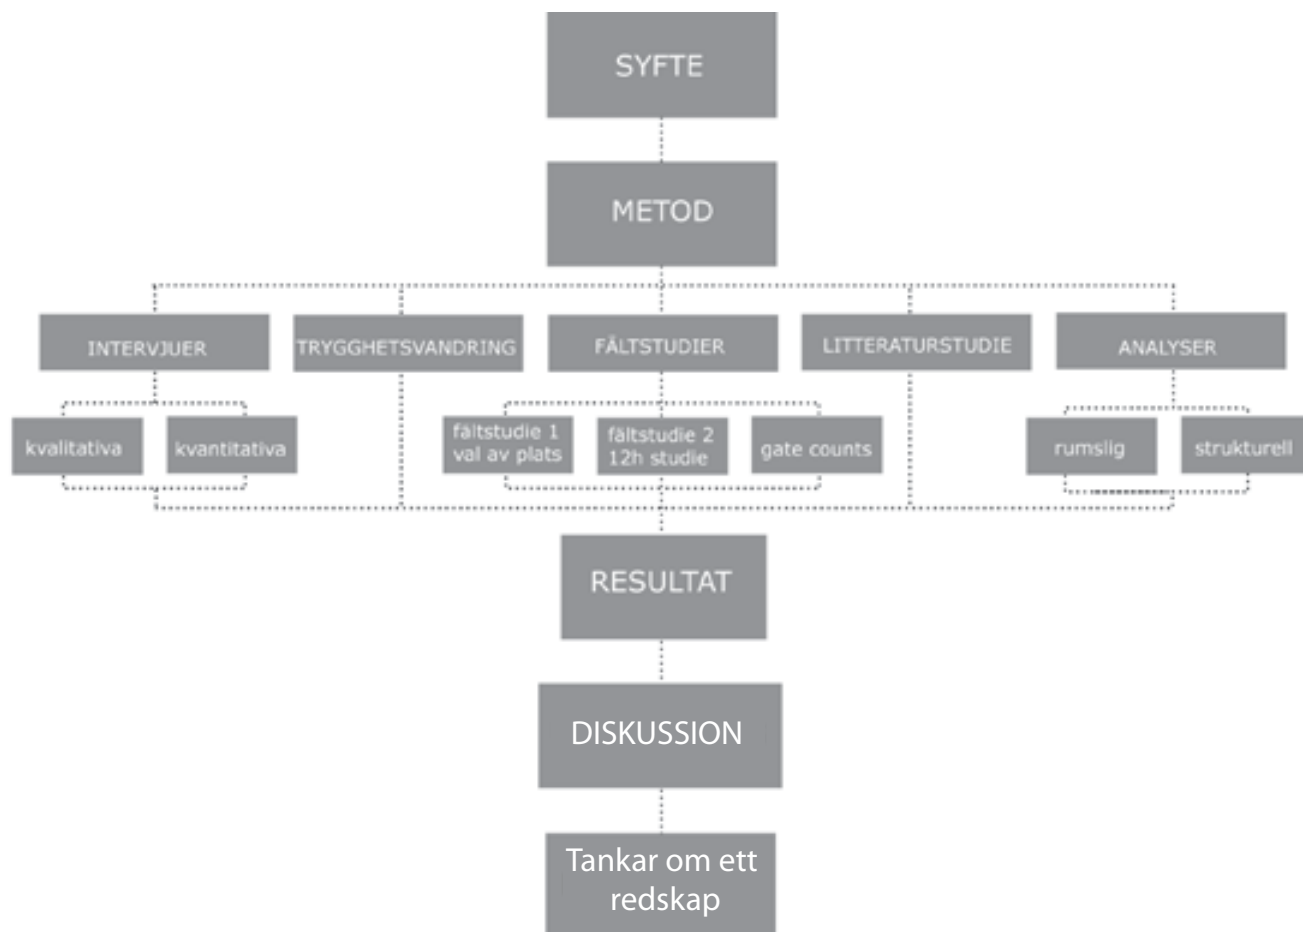 SYFTE
METOD
INTERVJUER
TRYGGHETSVANDRING
FÄLTSTUDIER
LITTERATURSTUDIE
ANALYSER
kvalitativa
kvantitativa
fältstudie 1
val av plats
fältstudie 2
12h studie
gate counts
rumslig
strukturell
RESULTAT
DISKUSSION
Tankar om ett
redskap